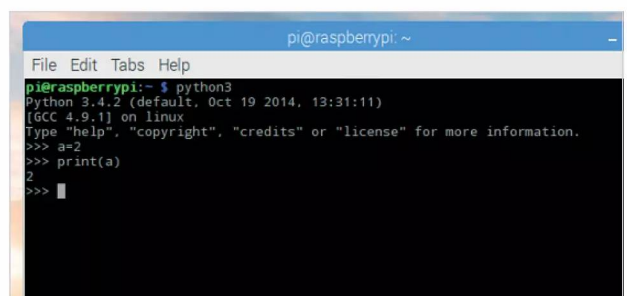 pi@raspberrypi: ~
File Edit Tabs Help
pi@raspberrypi:~ $ python3
Python 3.4.2 (default, Oct 19 2014, 13:31:11)
[GCC 4.9.1] on linux
Type "help", "copyright", "credits" or "license" for more information.
>>> a=2
>>> print(a)
2
>>>